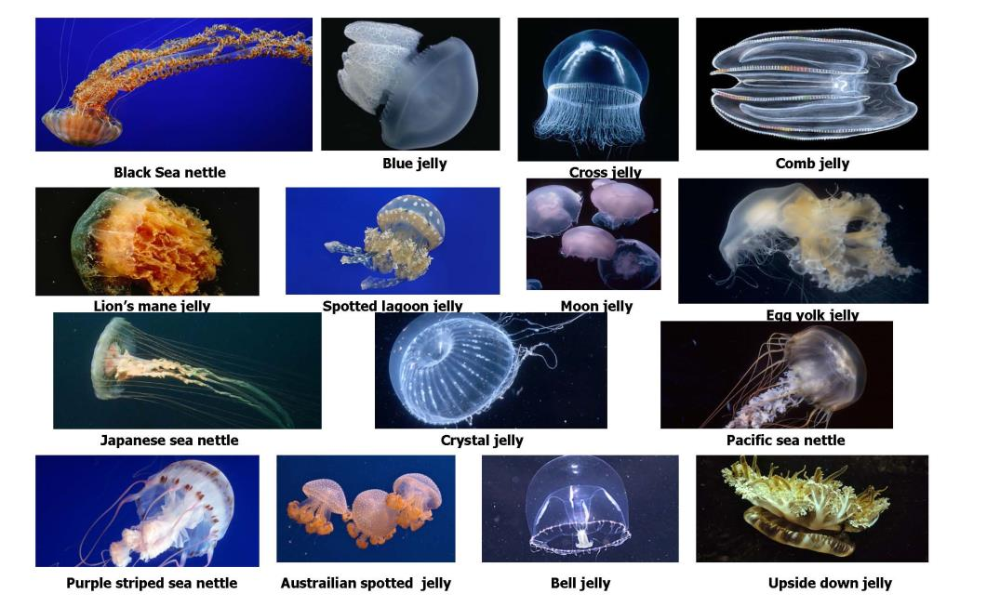 Black Sea nettle
Blue jelly
Cross jelly
Comb jelly
Lion’s mane jelly
Spotted lagoon jelly
Moon jelly
Egg yolk jelly
Japanese sea nettle
Crystal jelly
Pacific sea nettle
Purple striped sea nettle
Austrailian spotted jelly
Bell jelly
Upside down jelly